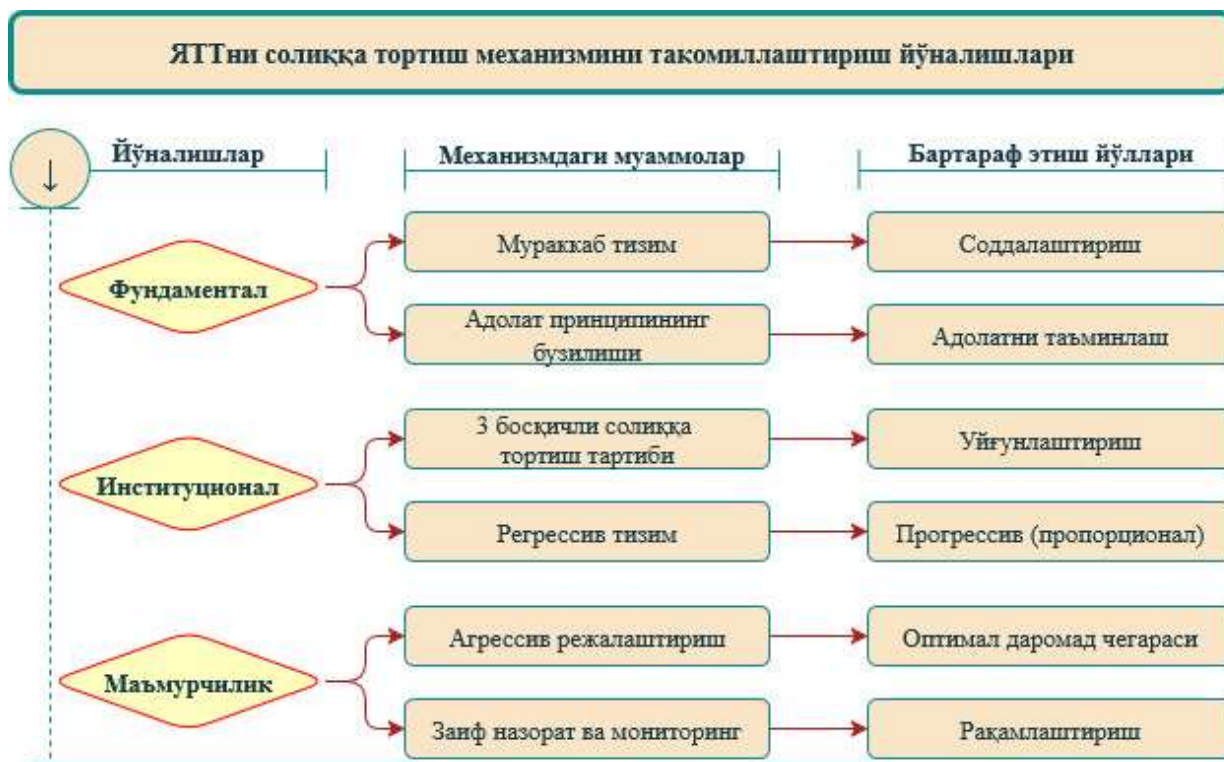 ЯТТни солиққа тортиш механизмини такомиллаштириш йўналишлари
Йўналишлар
Механизмдаги муаммолар
Бартараф этиш йўллари
Фундаментал
Мураккаб тизим
Соддалаштириш
Адолат принципининг
бузилиши
Адолатни таъминлаш
Институционал
3 босқичли солиққа
тортиш тартиби
Уйғунлаштириш
Регрессив тизим
Прогрессив (пропорционал)
Маъмурчилик
Агрессив режалаштириш
Оптимал даромад чегараси
Заиф назорат ва мониторинг
Рақамлаштириш